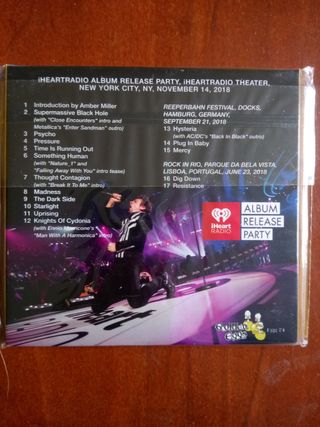 iHEARTRADIO ALBUM RELEASE PARTY, iHEARTRADIO THEATER,
NEW YORK CITY, NY, NOVEMBER 14, 2018
1 Introduction by Amber Miller
2 Supermassive Black Hole
(with "Close Encounters" intro and
Metallica's "Enter Sandman" outro)
3 Psycho
4 Pressure
5 Time Is Running Out
6 Something Human
(with "Nature_1" and
"Falling Away With You" intro tease)
7 Thought Contagion
(with "Break It To Me" intro)
8 Madness
9 The Dark Side
10 Starlight
11 Uprising
12 Knights Of Cydonia
(with Ennio Morricone's
"Man With A Harmonica" intro)
REEPERBAHN FESTIVAL, DOCKS,
HAMBURG, GERMANY,
SEPTEMBER 21, 2018
13 Hysteria
(with AC/DC's "Back In Black" outro)
14 Plug In Baby
15 Mercy
ROCK IN RIO, PARQUE DA BELA VISTA,
LISBOA, PORTUGAL, JUNE 23, 2018
16 Dig Down
17 Resistance
iHeart
RADIO
ALBUM
RELEASE
PARTY